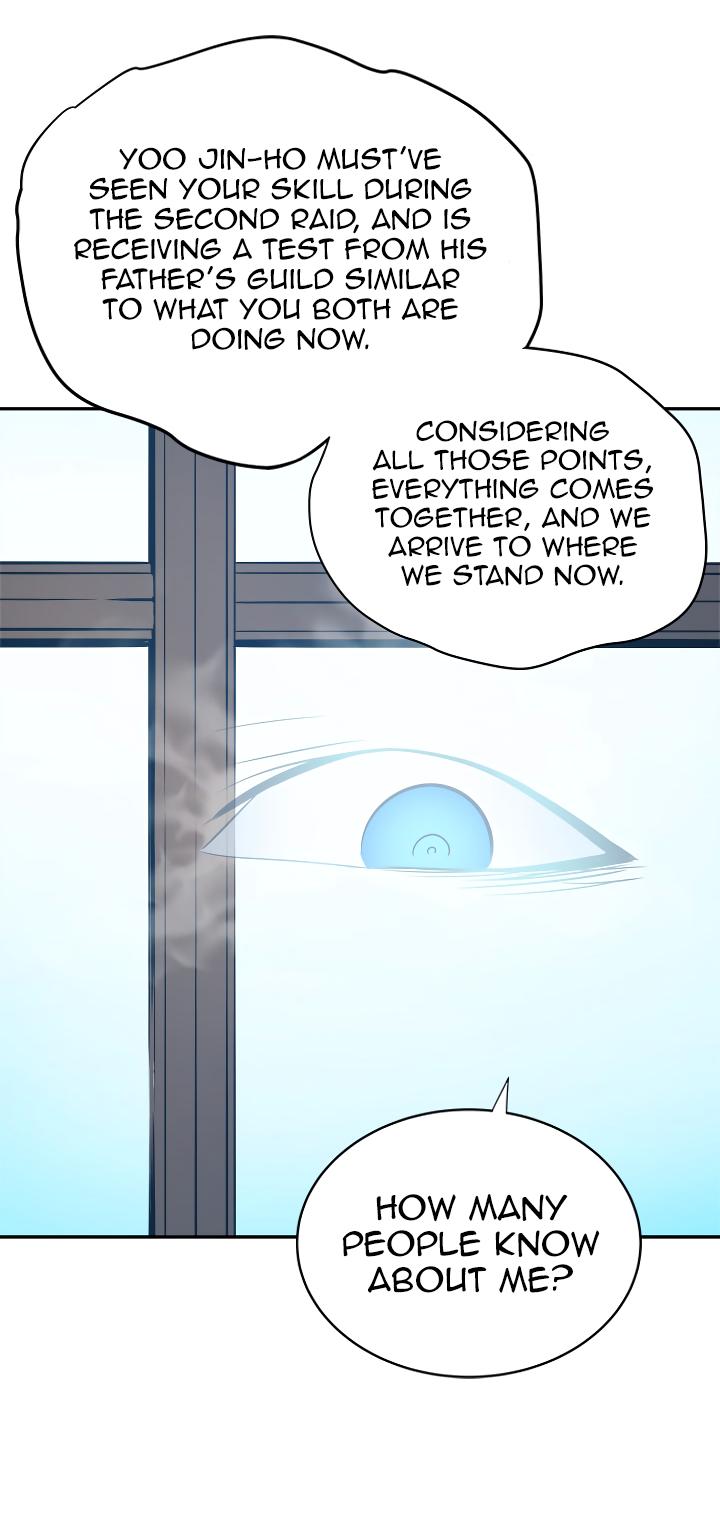 YOO JIN-HO MUST'VE
SEEN YOUR SKILL DURING
THE SECOND RAID, AND IS
RECEIVING A TEST FROM HIS
FATHER'S GUILD SIMILAR
TO WHAT YOU BOTH ARE
DOING NOW.
CONSIDERING
ALL THOSE POINTS,
EVERYTHING COMES
TOGETHER, AND WE
ARRIVE TO WHERE
WE STAND NOW.
HOW MANY
PEOPLE KNOW
ABOUT ME?